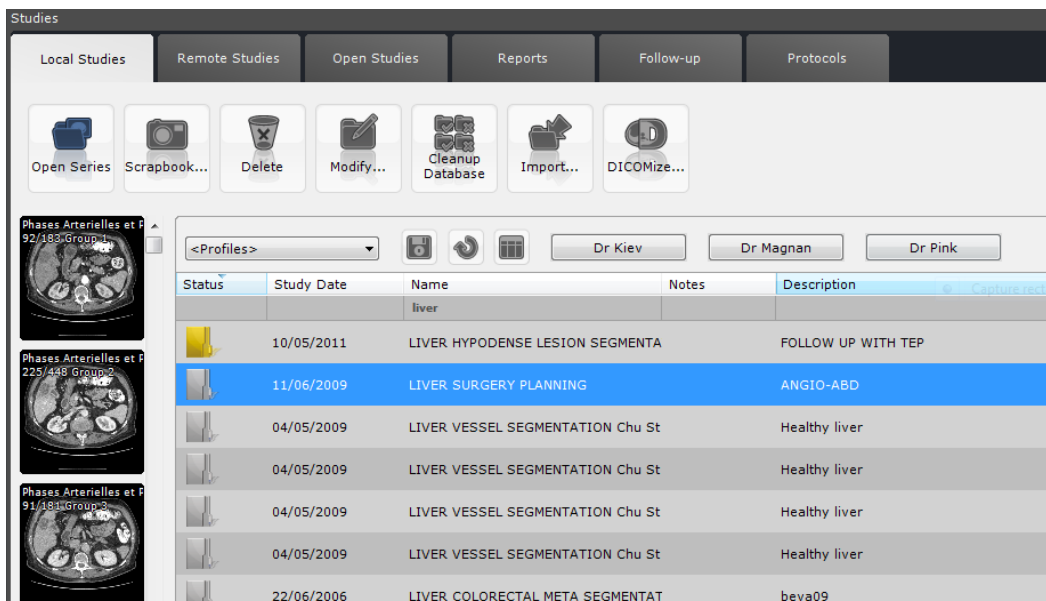 Studies
Local Studies
Remote Studies
Open Studies
Reports
Follow-up
Protocols
Open Series
Scrapbook...
Delete
Modify...
Cleanup
Database
Import...
DICOMize...
Phases Arterielles et P
92/183 Group 1
Phases Arterielles et P
225/448 Group 2
Phases Arterielles et P
91/181 Group 3
<Profiles>
Dr Kiev
Dr Magnan
Dr Pink
Status Study Date Name Notes Description
Capture rect
liver
10/05/2011 LIVER HYPODENSE LESION SEGMENTA FOLLOW UP WITH TEP
11/06/2009 LIVER SURGERY PLANNING ANGIO-ABD
04/05/2009 LIVER VESSEL SEGMENTATION Chu St Healthy liver
04/05/2009 LIVER VESSEL SEGMENTATION Chu St Healthy liver
04/05/2009 LIVER VESSEL SEGMENTATION Chu St Healthy liver
04/05/2009 LIVER VESSEL SEGMENTATION Chu St Healthy liver
22/06/2006 LIVER COLORECTAL META SEGMENTAT beva09